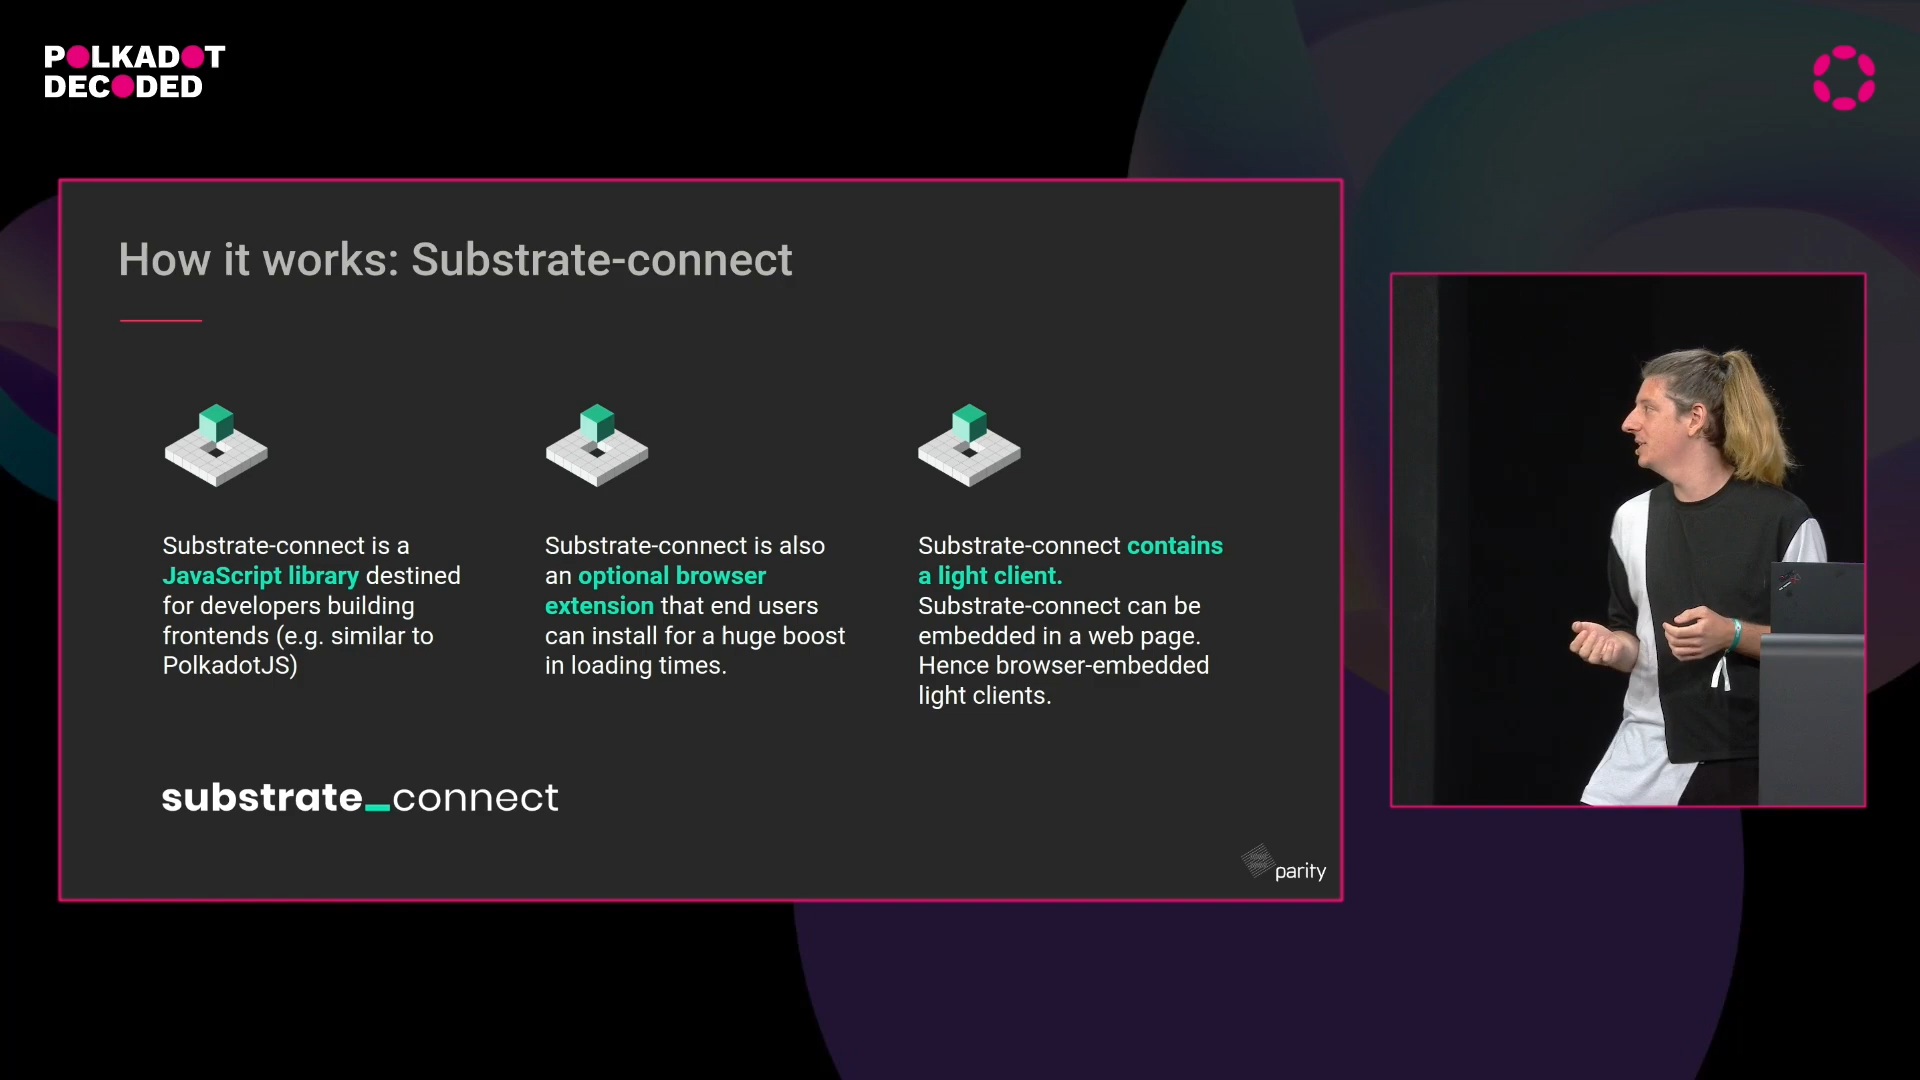 POLKADOT
DECODED
How it works: Substrate-connect
Substrate-connect is a
JavaScript library destined
for developers building
frontends (e.g. similar to
PolkadotJS)
Substrate-connect is also
an optional browser
extension that end users
can install for a huge boost
in loading times.
Substrate-connect contains
a light client.
Substrate-connect can be
embedded in a web page.
Hence browser-embedded
light clients.
substrate_connect
parity